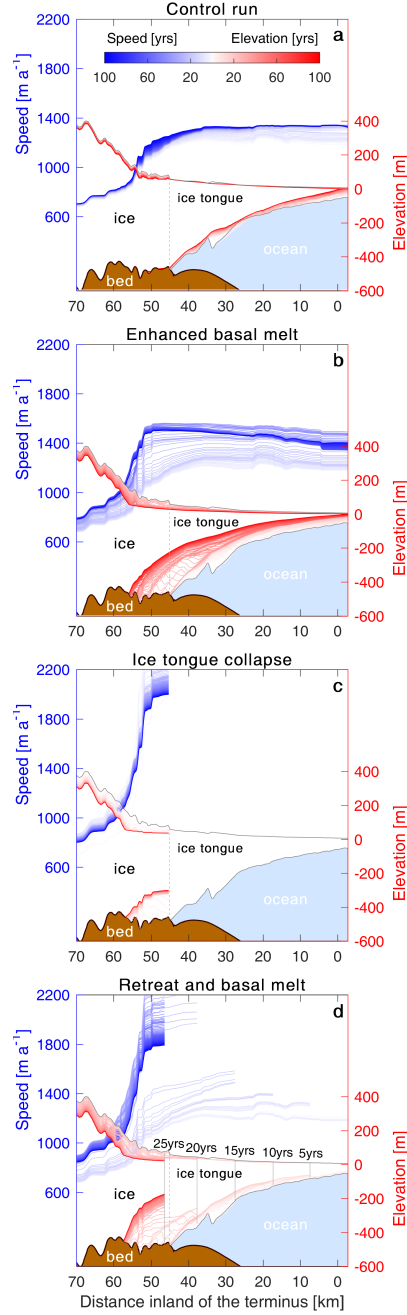 Control run
a
Speed [yrs] Elevation [yrs]
100 60 20 20 60 100
2200
1800
1400
1000
600
Speed [m a-1]
400
200
0
-200
-400
-600
Elevation [m]
ice
ice tongue
ocean
bed
70 60 50 40 30 20 10 0
Enhanced basal melt
b
2200
1800
1400
1000
600
Speed [m a-1]
400
200
0
-200
-400
-600
Elevation [m]
ice
ice tongue
ocean
bed
70 60 50 40 30 20 10 0
Ice tongue collapse
c
2200
1800
1400
1000
600
Speed [m a-1]
400
200
0
-200
-400
-600
Elevation [m]
ice
ice tongue
ocean
bed
70 60 50 40 30 20 10 0
Retreat and basal melt
d
2200
1800
1400
1000
600
Speed [m a-1]
400
200
0
-200
-400
-600
Elevation [m]
25yrs 20yrs 15yrs 10yrs 5yrs
ice
ice tongue
ocean
bed
70 60 50 40 30 20 10 0
Distance inland of the terminus [km]